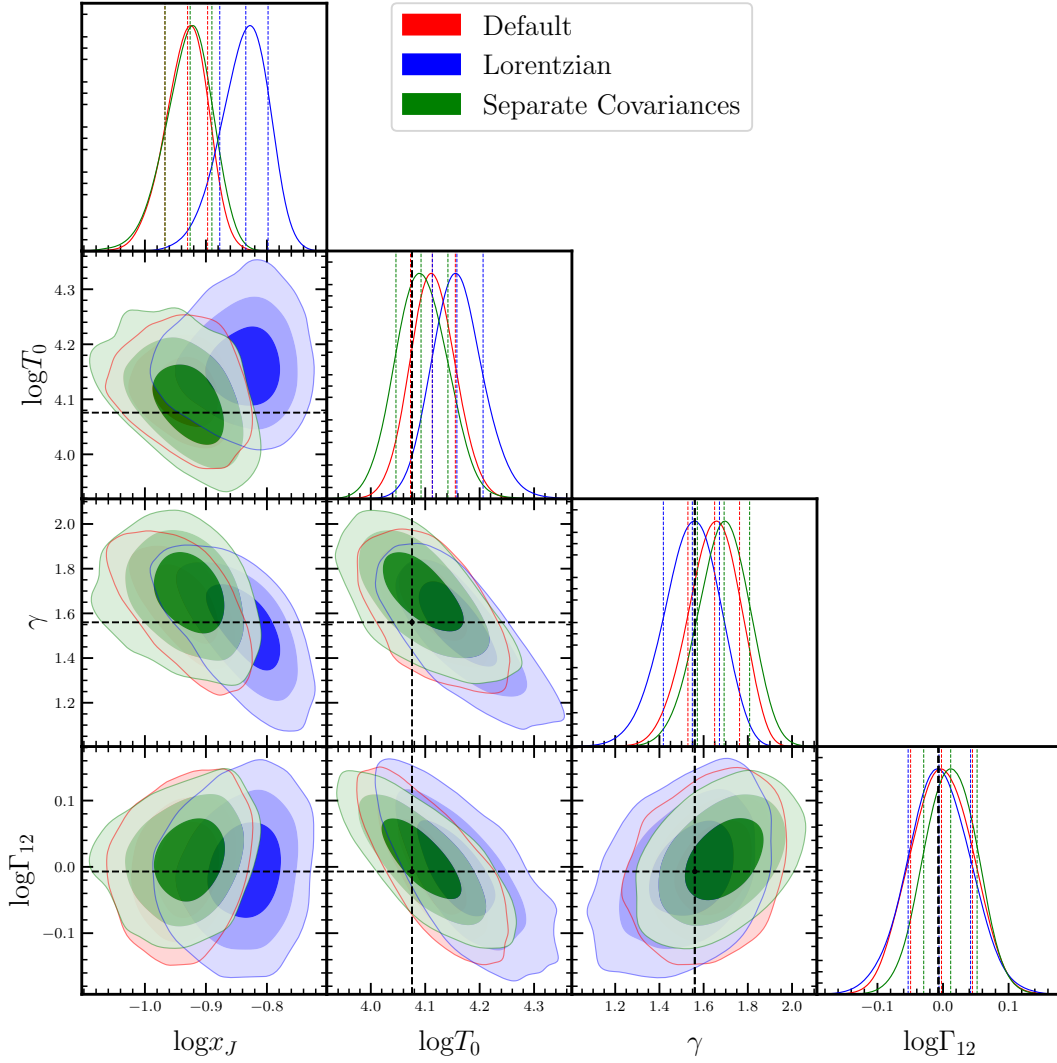 Default
Lorentzian
Separate Covariances
4.3
4.2
4.1
4.0
logT₀
2.0
1.8
1.6
1.4
1.2
γ
0.1
0.0
−0.1
logΓ₁₂
−1.0 −0.9 −0.8
4.0 4.1 4.2 4.3
1.2 1.4 1.6 1.8 2.0
−0.1 0.0 0.1
logx_J logT₀ γ logΓ₁₂